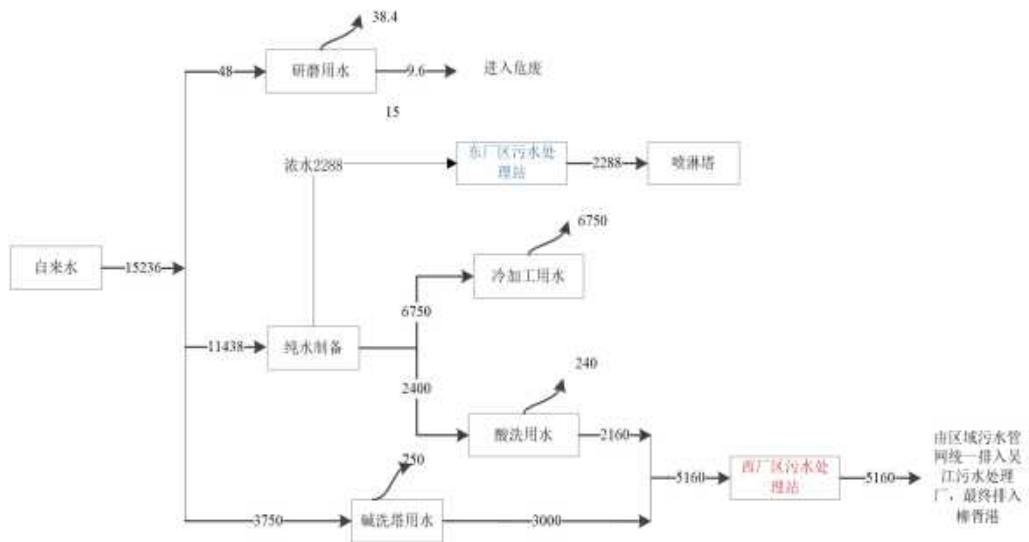 38.4
48
研磨用水
9.6
进入危废
15
浓水2288
东厂区污水处
理站
2288
喷淋塔
6750
自来水
15236
冷加工用水
6750
11438
纯水制备
2400
240
酸洗用水
2160
由区域污水管
网统一排入吴
江污水处理
厂，最终排入
柳胥港
5160
西厂区污水处
理站
5160
750
3750
碱洗塔用水
3000